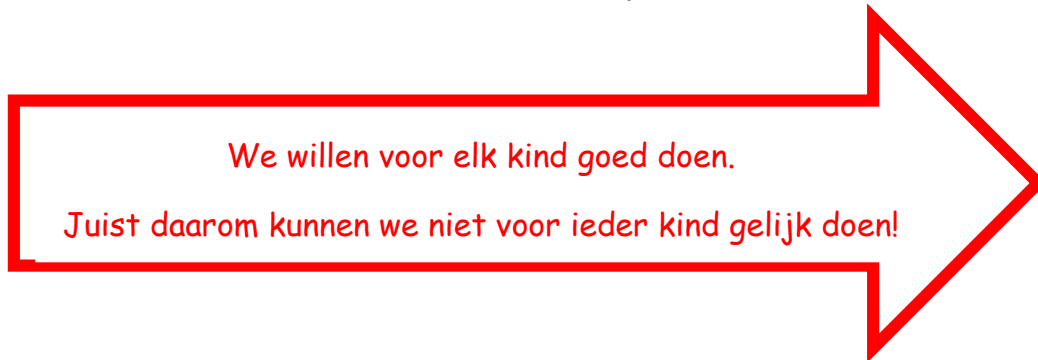 We willen voor elk kind goed doen.
Juist daarom kunnen we niet voor ieder kind gelijk doen!